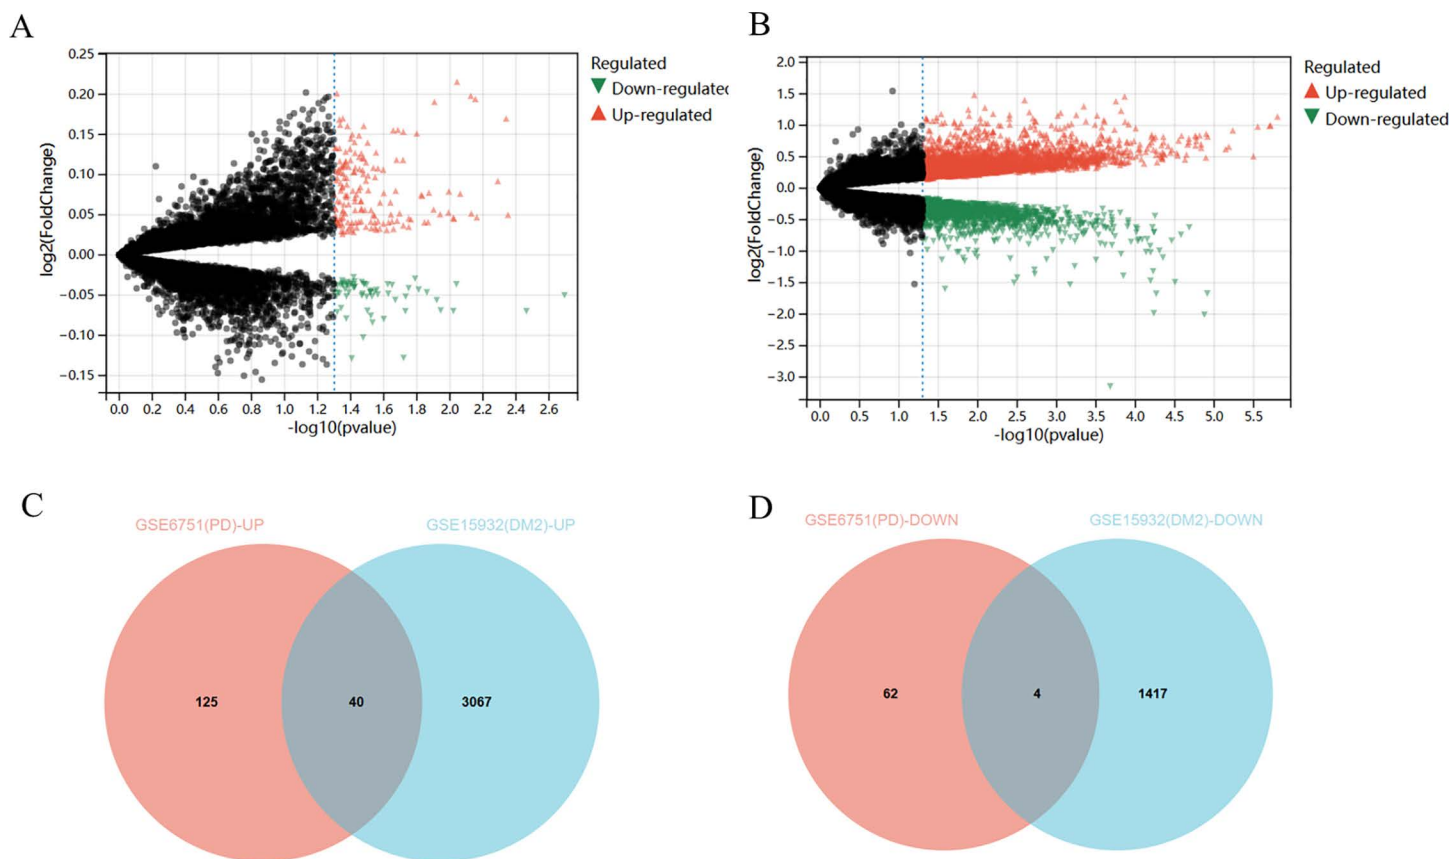 A
0.25
0.20
0.15
0.10
0.05
0.00
−0.05
−0.10
−0.15
log2(FoldChange)
0.0 0.2 0.4 0.6 0.8 1.0 1.2 1.4 1.6 1.8 2.0 2.2 2.4 2.6
-log10(pvalue)
Regulated
Down-regulated
Up-regulated
B
2.0
1.5
1.0
0.5
0.0
−0.5
−1.0
−1.5
−2.0
−2.5
−3.0
log2(FoldChange)
0.0 0.5 1.0 1.5 2.0 2.5 3.0 3.5 4.0 4.5 5.0 5.5
-log10(pvalue)
Regulated
Up-regulated
Down-regulated
C
GSE6751(PD)-UP GSE15932(DM2)-UP
125 40 3067
D
GSE6751(PD)-DOWN GSE15932(DM2)-DOWN
62 4 1417